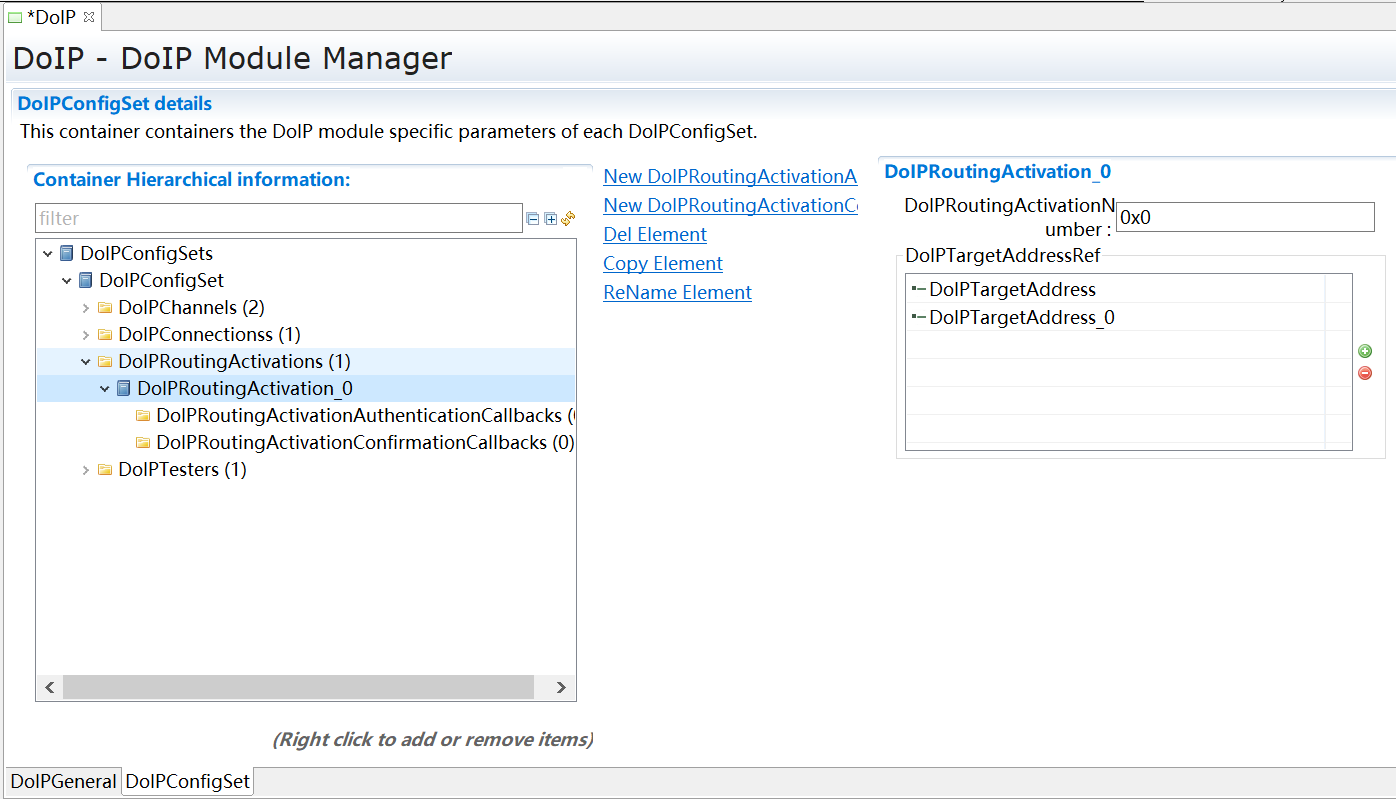 *DoIP
DoIP - DoIP Module Manager
DoIPConfigSet details
This container containers the DoIP module specific parameters of each DoIPConfigSet.
Container Hierarchical information:
filter
DoIPConfigSets
DoIPConfigSet
DoIPChannels (2)
DoIPConnectionss (1)
DoIPRoutingActivations (1)
DoIPRoutingActivation_0
DoIPRoutingActivationAuthenticationCallbacks (
DoIPRoutingActivationConfirmationCallbacks (0)
DoIPTesters (1)
(Right click to add or remove items)
New DoIPRoutingActivationA
New DoIPRoutingActivationC
Del Element
Copy Element
ReName Element
DoIPRoutingActivation_0
DoIPRoutingActivationN
umber :
0x0
DoIPTargetAddressRef
DoIPTargetAddress
DoIPTargetAddress_0
DoIPGeneral
DoIPConfigSet